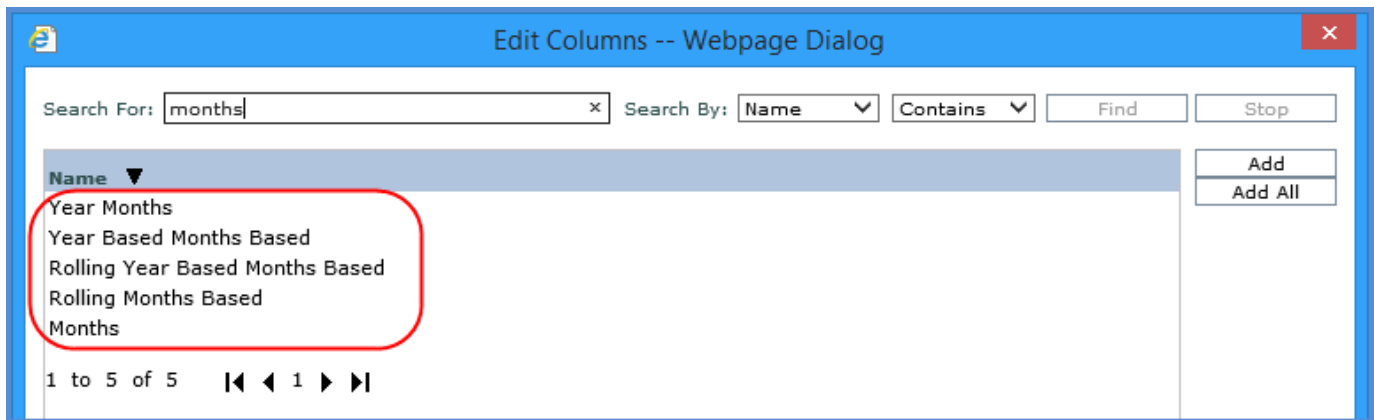 Edit Columns -- Webpage Dialog
Search For: months × Search By: Name Contains Find Stop
Name ▼
Add
Add All
Year Months
Year Based Months Based
Rolling Year Based Months Based
Rolling Months Based
Months
1 to 5 of 5 1